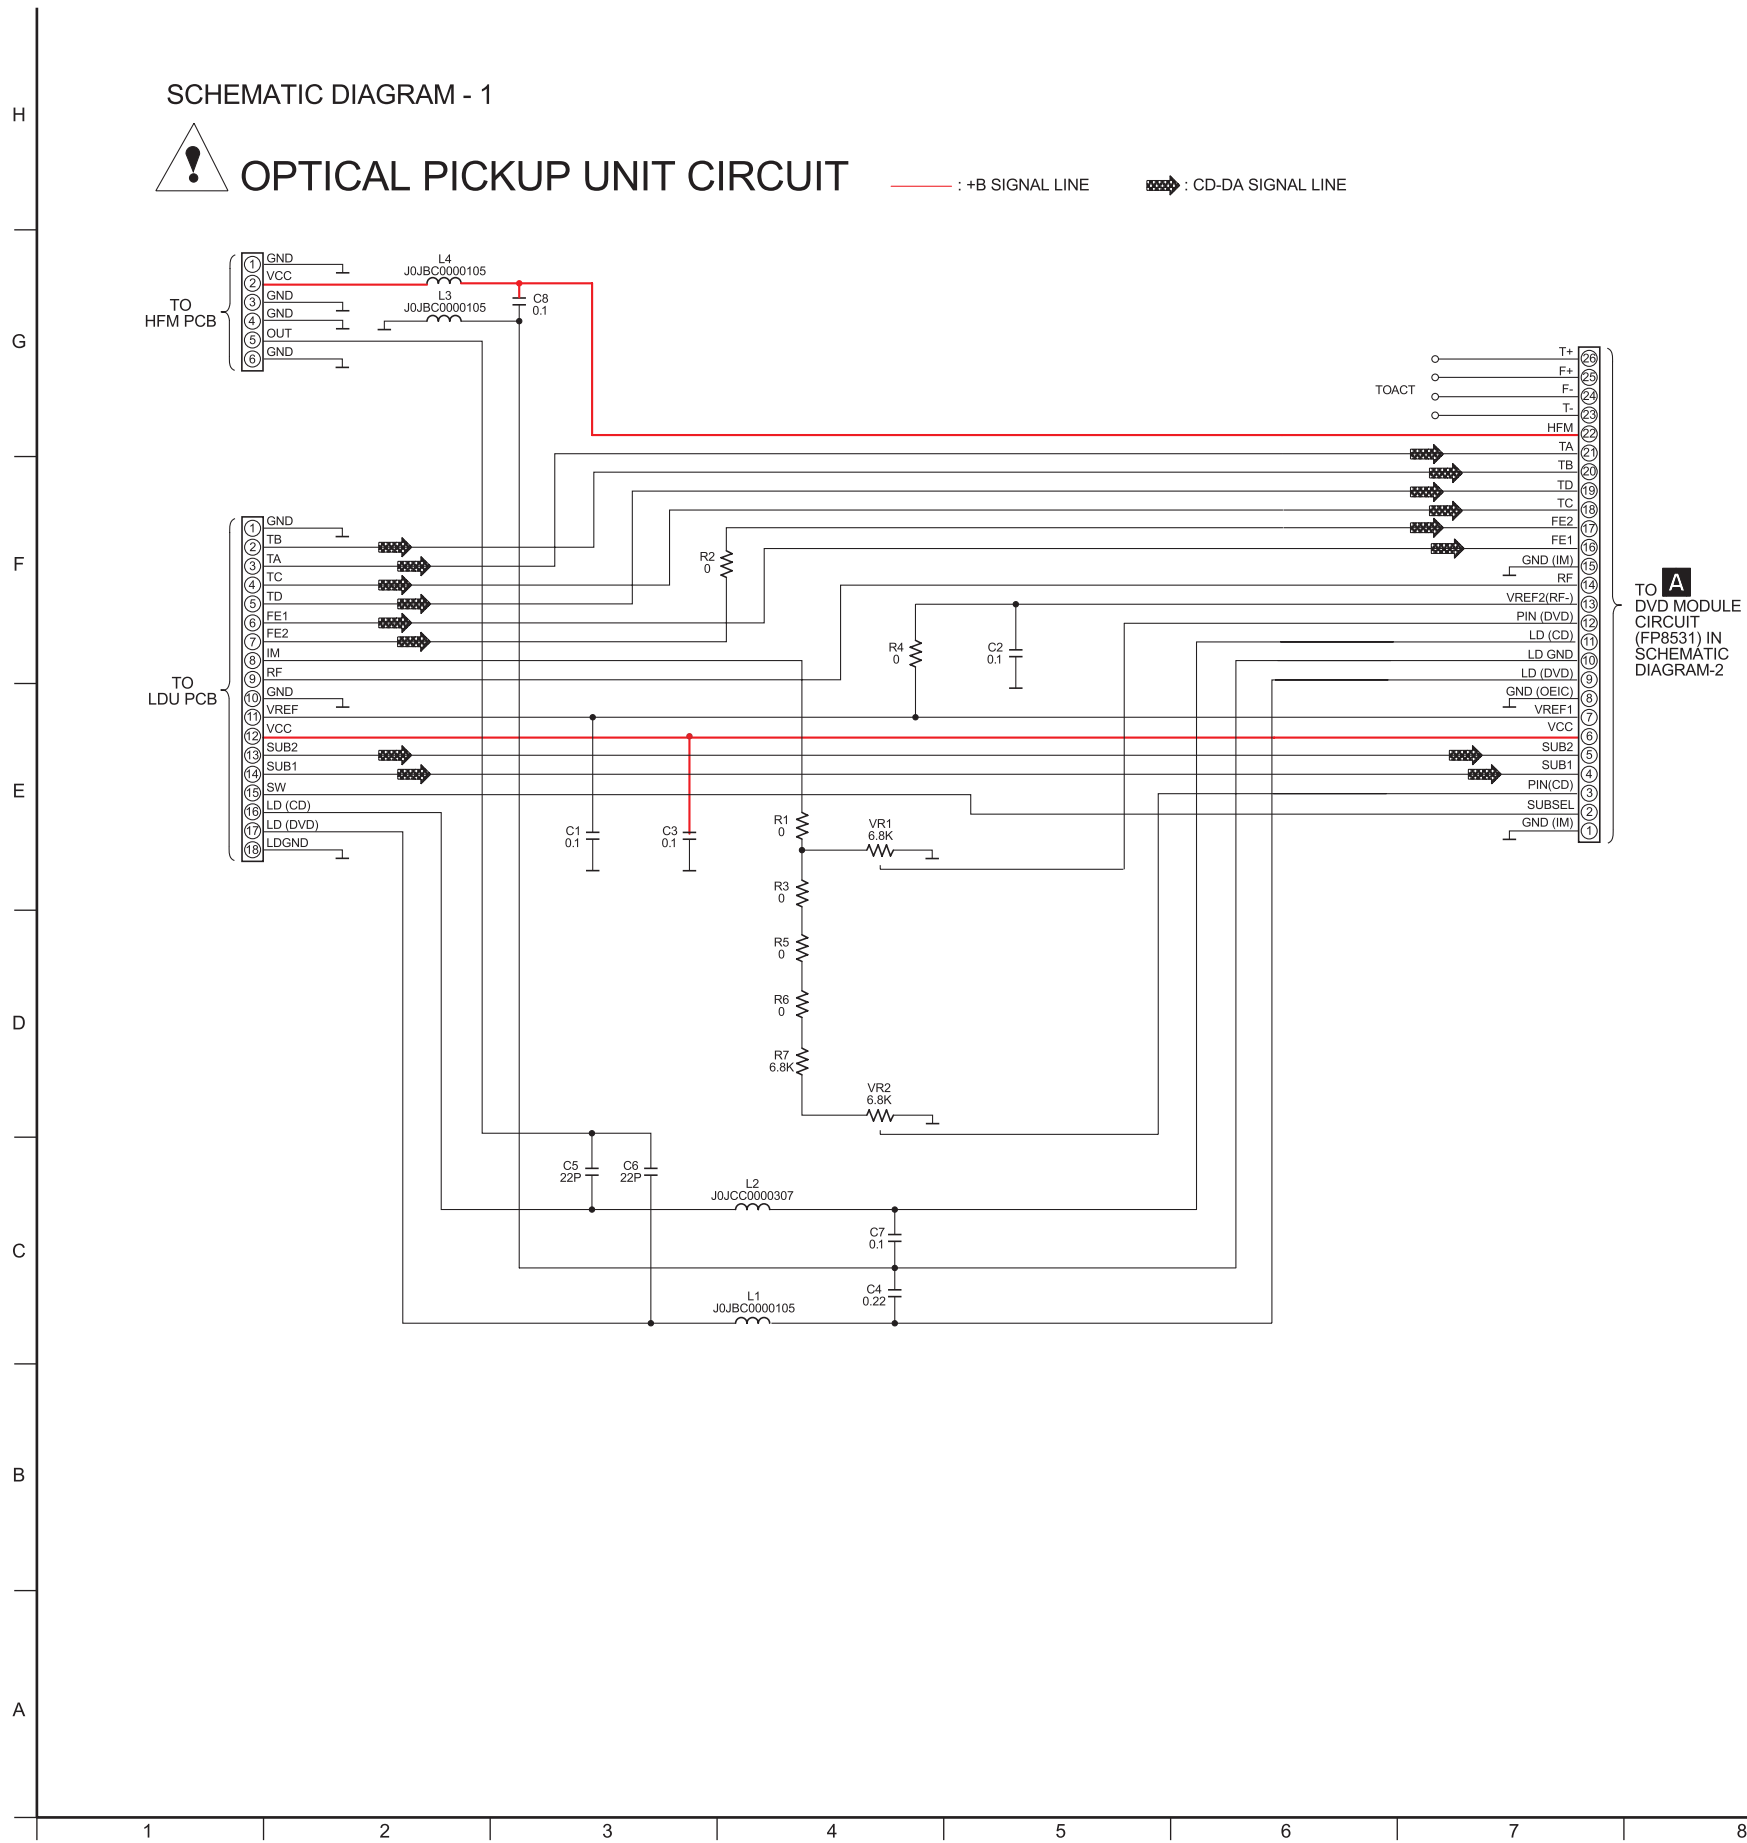 SCHEMATIC DIAGRAM - 1
H
!
OPTICAL PICKUP UNIT CIRCUIT
: +B SIGNAL LINE
: CD-DA SIGNAL LINE
TO
HFM PCB
1 GND
2 VCC
3 GND
4 GND
5 OUT
6 GND
L4
J0JBC0000105
L3
J0JBC0000105
C8
0.1
G
TOACT
T+ 26
F+ 25
F- 24
T- 23
HFM 22
TA 21
TB 20
TD 19
TC 18
FE2 17
FE1 16
GND (IM) 15
RF 14
VREF2(RF-) 13
PIN (DVD) 12
LD (CD) 11
LD GND 10
LD (DVD) 9
GND (OEIC) 8
VREF1 7
VCC 6
SUB2 5
SUB1 4
PIN(CD) 3
SUBSEL 2
GND (IM) 1
TO A
DVD MODULE
CIRCUIT
(FP8531) IN
SCHEMATIC
DIAGRAM-2
F
TO
LDU PCB
1 GND
2 TB
3 TA
4 TC
5 TD
6 FE1
7 FE2
8 IM
9 RF
10 GND
11 VREF
12 VCC
13 SUB2
14 SUB1
15 SW
16 LD (CD)
17 LD (DVD)
18 LDGND
R2
0
R4
0
C2
0.1
E
C1
0.1
C3
0.1
R1
0
VR1
6.8K
R3
0
R5
0
D
R6
0
R7
6.8K
VR2
6.8K
C5
22P
C6
22P
L2
J0JCC0000307
C
C7
0.1
C4
0.22
L1
J0JBC0000105
B
A
1 2 3 4 5 6 7 8